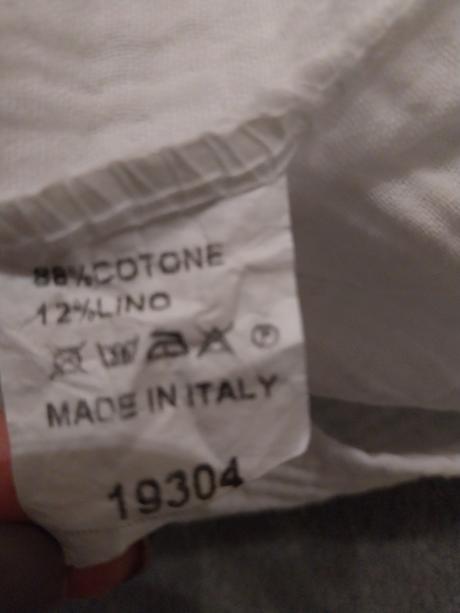 88%COTONE
12%LINO
MADE IN ITALY
19304